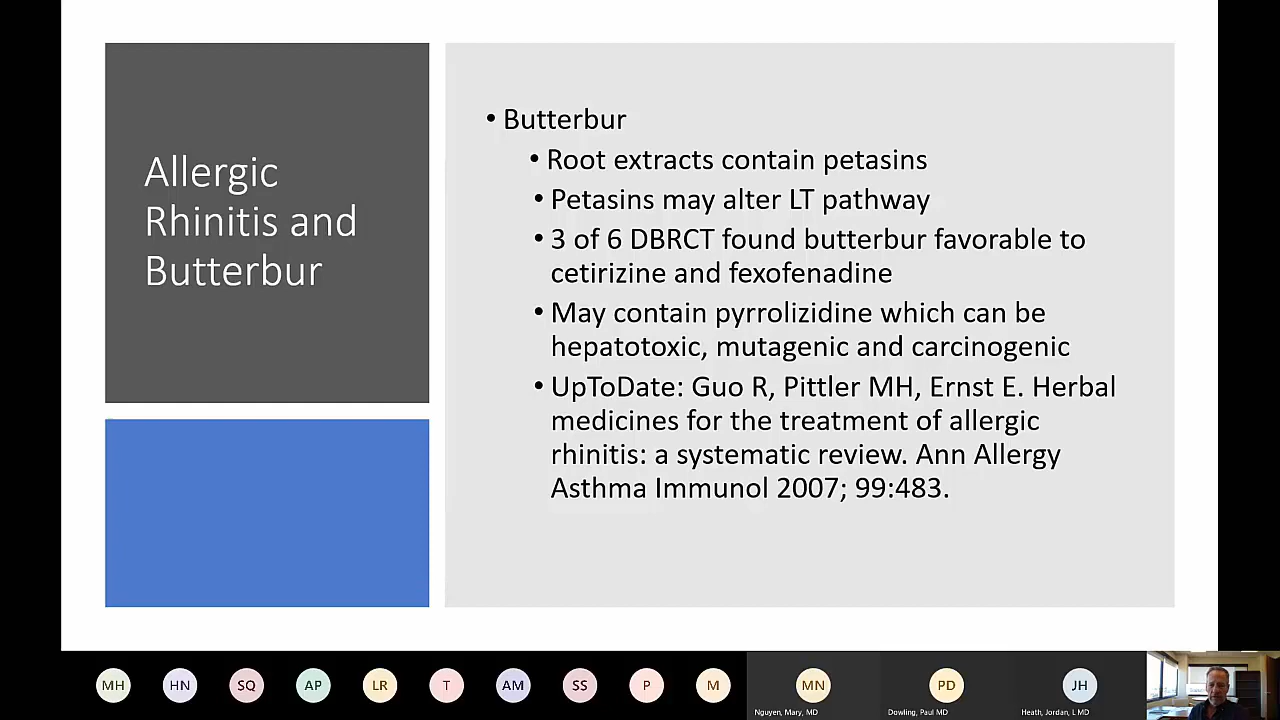 Allergic
Rhinitis and
Butterbur
• Butterbur
• Root extracts contain petasins
• Petasins may alter LT pathway
• 3 of 6 DBRCT found butterbur favorable to
cetirizine and fexofenadine
• May contain pyrrolizidine which can be
hepatotoxic, mutagenic and carcinogenic
• UpToDate: Guo R, Pittler MH, Ernst E. Herbal
medicines for the treatment of allergic
rhinitis: a systematic review. Ann Allergy
Asthma Immunol 2007; 99:483.
MH HN SQ AP LR T AM SS P M MN PD JH
Nguyen, Mary, MD Dowling, Paul MD Heath, Jordan, L MD